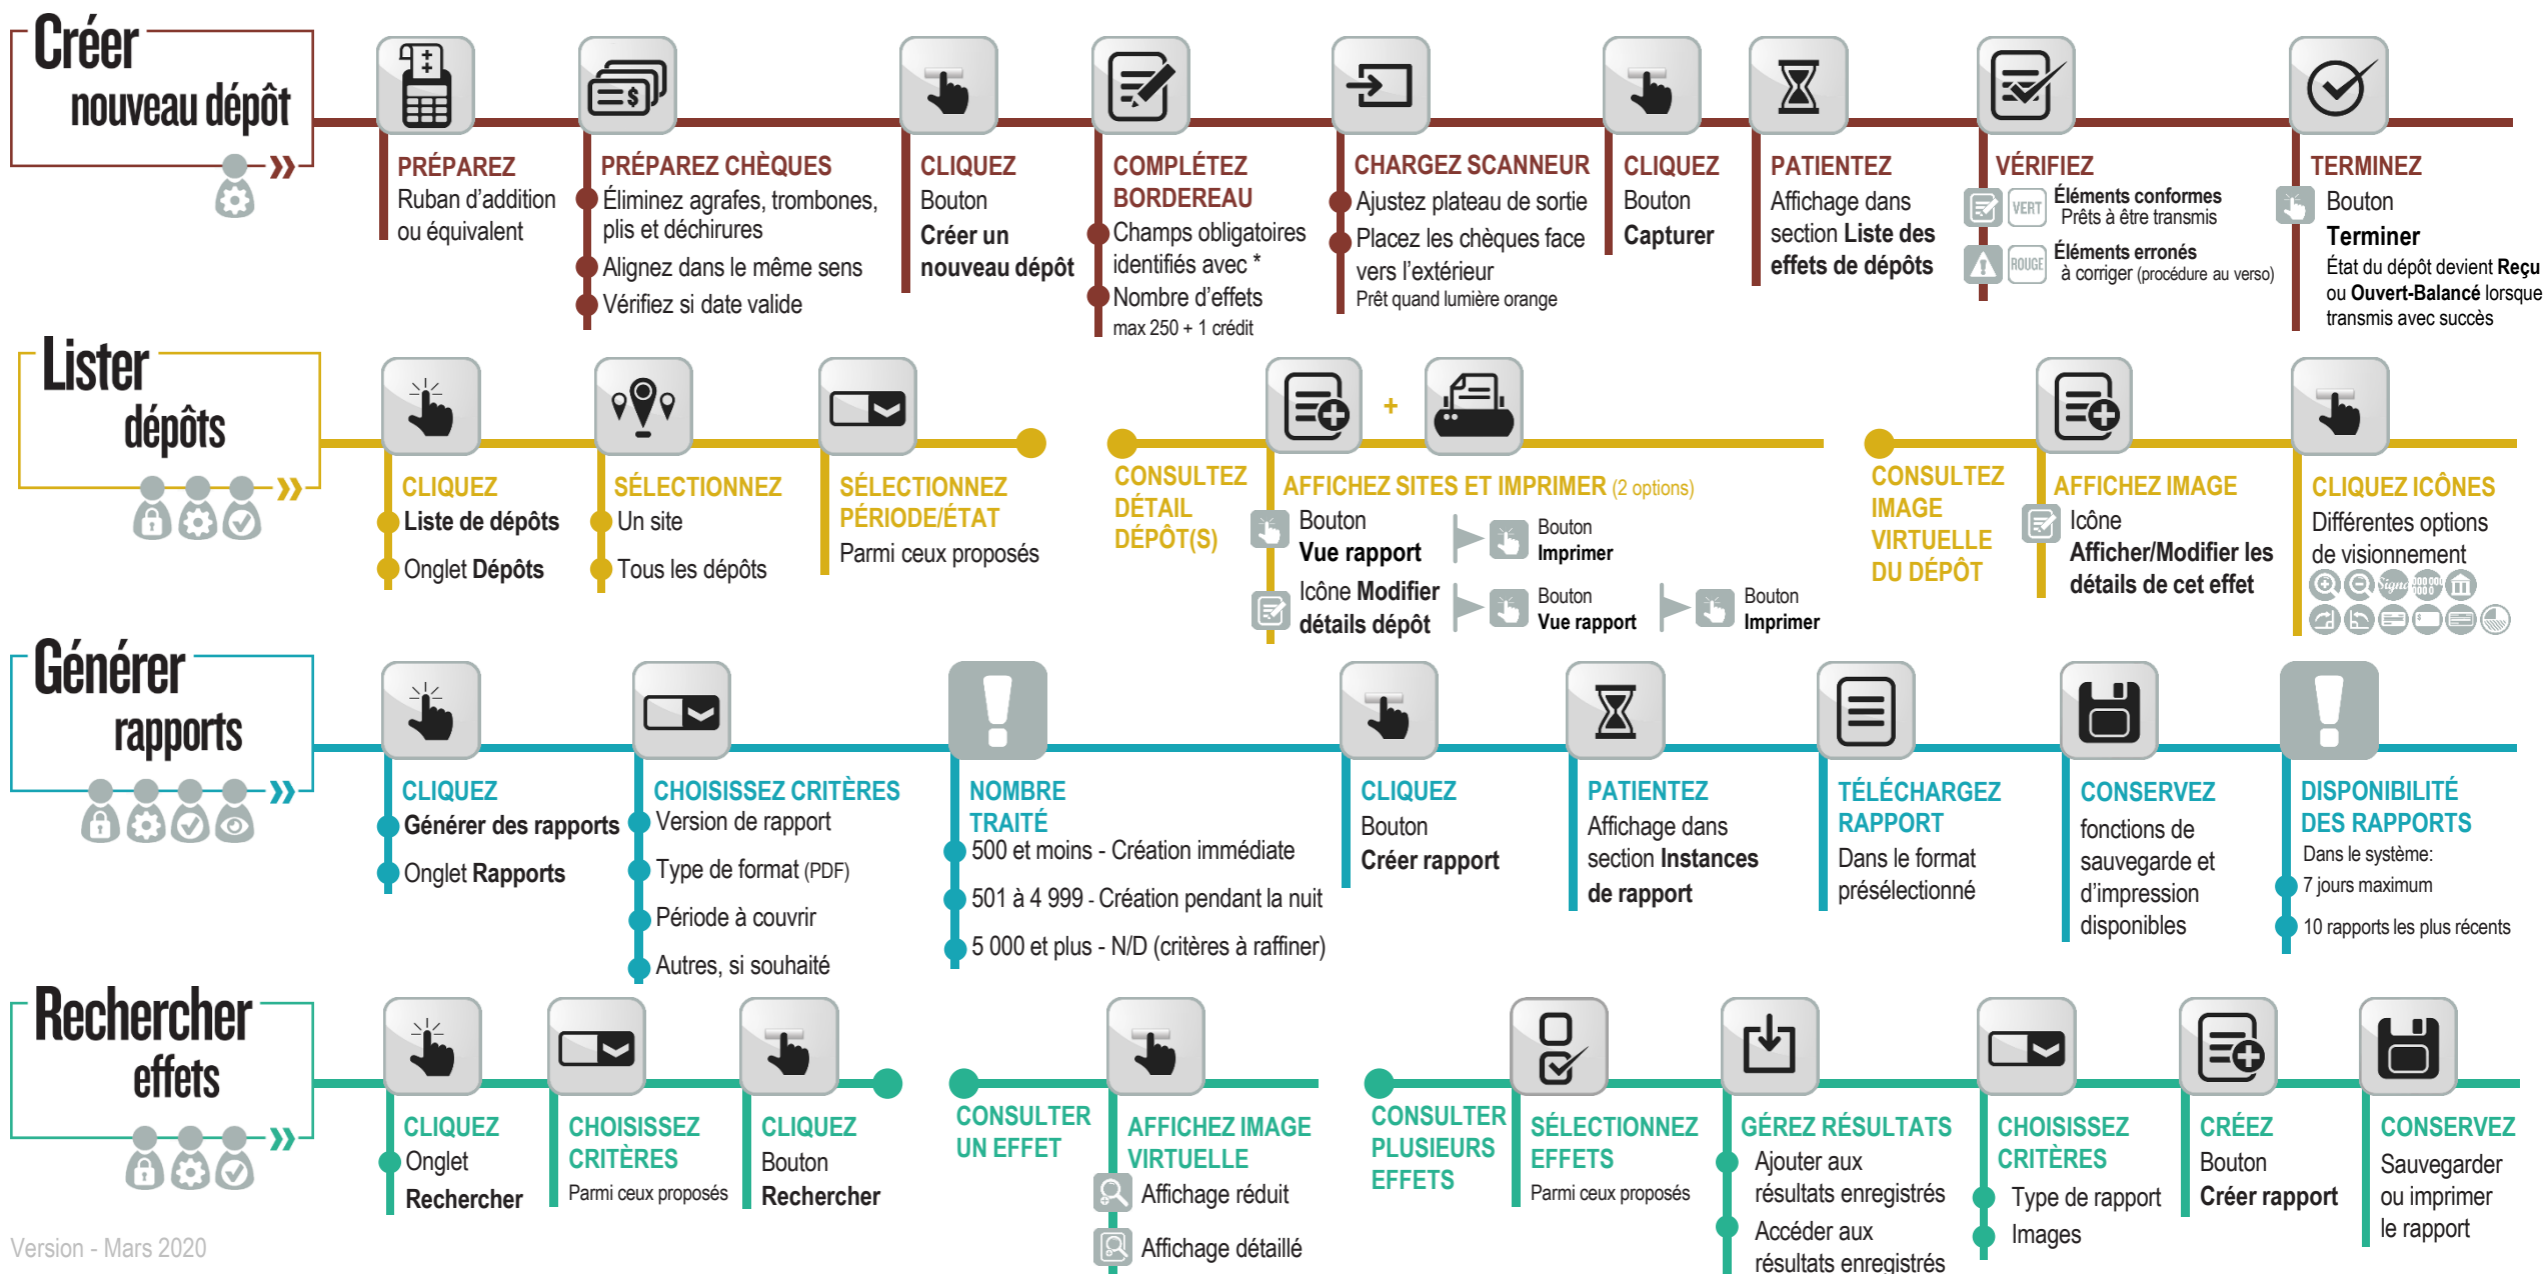 Créer
nouveau dépôt
PRÉPAREZ
Ruban d'addition
ou équivalent
PRÉPAREZ CHÈQUES
Éliminez agrafes, trombones,
plis et déchirures
Alignez dans le même sens
Vérifiez si date valide
CLIQUEZ
Bouton
Créer un
nouveau dépôt
COMPLÉTEZ
BORDEREAU
Champs obligatoires
identifiés avec *
Nombre d'effets
max 250 + 1 crédit
CHARGEZ SCANNEUR
Ajustez plateau de sortie
Placez les chèques face
vers l'extérieur
Prêt quand lumière orange
CLIQUEZ
Bouton
Capturer
PATIENTEZ
Affichage dans
section Liste des
effets de dépôts
VÉRIFIEZ
VERT
Éléments conformes
Prêts à être transmis
ROUGE
Éléments erronés
à corriger (procédure au verso)
TERMINEZ
Bouton
Terminer
État du dépôt devient Reçu
ou Ouvert-Balancé lorsque
transmis avec succès
Lister
dépôts
CLIQUEZ
Liste de dépôts
Onglet Dépôts
SÉLECTIONNEZ
Un site
Tous les dépôts
SÉLECTIONNEZ
PÉRIODE/ÉTAT
Parmi ceux proposés
CONSULTEZ
DÉTAIL
DÉPÔT(S)
+
AFFICHEZ SITES ET IMPRIMER (2 options)
Bouton
Vue rapport
Bouton
Imprimer
Icône Modifier
détails dépôt
Bouton
Vue rapport
Bouton
Imprimer
CONSULTEZ
IMAGE
VIRTUELLE
DU DÉPÔT
AFFICHEZ IMAGE
Icône
Afficher/Modifier les
détails de cet effet
CLIQUEZ ICÔNES
Différentes options
de visionnement
Générer
rapports
CLIQUEZ
Générer des rapports
Onglet Rapports
CHOISISSEZ CRITÈRES
Version de rapport
Type de format (PDF)
Période à couvrir
Autres, si souhaité
NOMBRE
TRAITÉ
500 et moins - Création immédiate
501 à 4 999 - Création pendant la nuit
5 000 et plus - N/D (critères à raffiner)
CLIQUEZ
Bouton
Créer rapport
PATIENTEZ
Affichage dans
section Instances
de rapport
TÉLÉCHARGEZ
RAPPORT
Dans le format
présélectionné
CONSERVEZ
fonctions de
sauvegarde et
d'impression
disponibles
DISPONIBILITÉ
DES RAPPORTS
Dans le système:
7 jours maximum
10 rapports les plus récents
Rechercher
effets
CLIQUEZ
Onglet
Rechercher
CHOISISSEZ
CRITÈRES
Parmi ceux proposés
CLIQUEZ
Bouton
Rechercher
CONSULTER
UN EFFET
AFFICHEZ IMAGE
VIRTUELLE
Affichage réduit
Affichage détaillé
CONSULTER
PLUSIEURS
EFFETS
SÉLECTIONNEZ
EFFETS
Parmi ceux proposés
GÉREZ RÉSULTATS
Ajouter aux
résultats enregistrés
Accéder aux
résultats enregistrés
CHOISISSEZ
CRITÈRES
Type de rapport
Images
CRÉEZ
Bouton
Créer rapport
CONSERVEZ
Sauvegarder
ou imprimer
le rapport
Version - Mars 2020